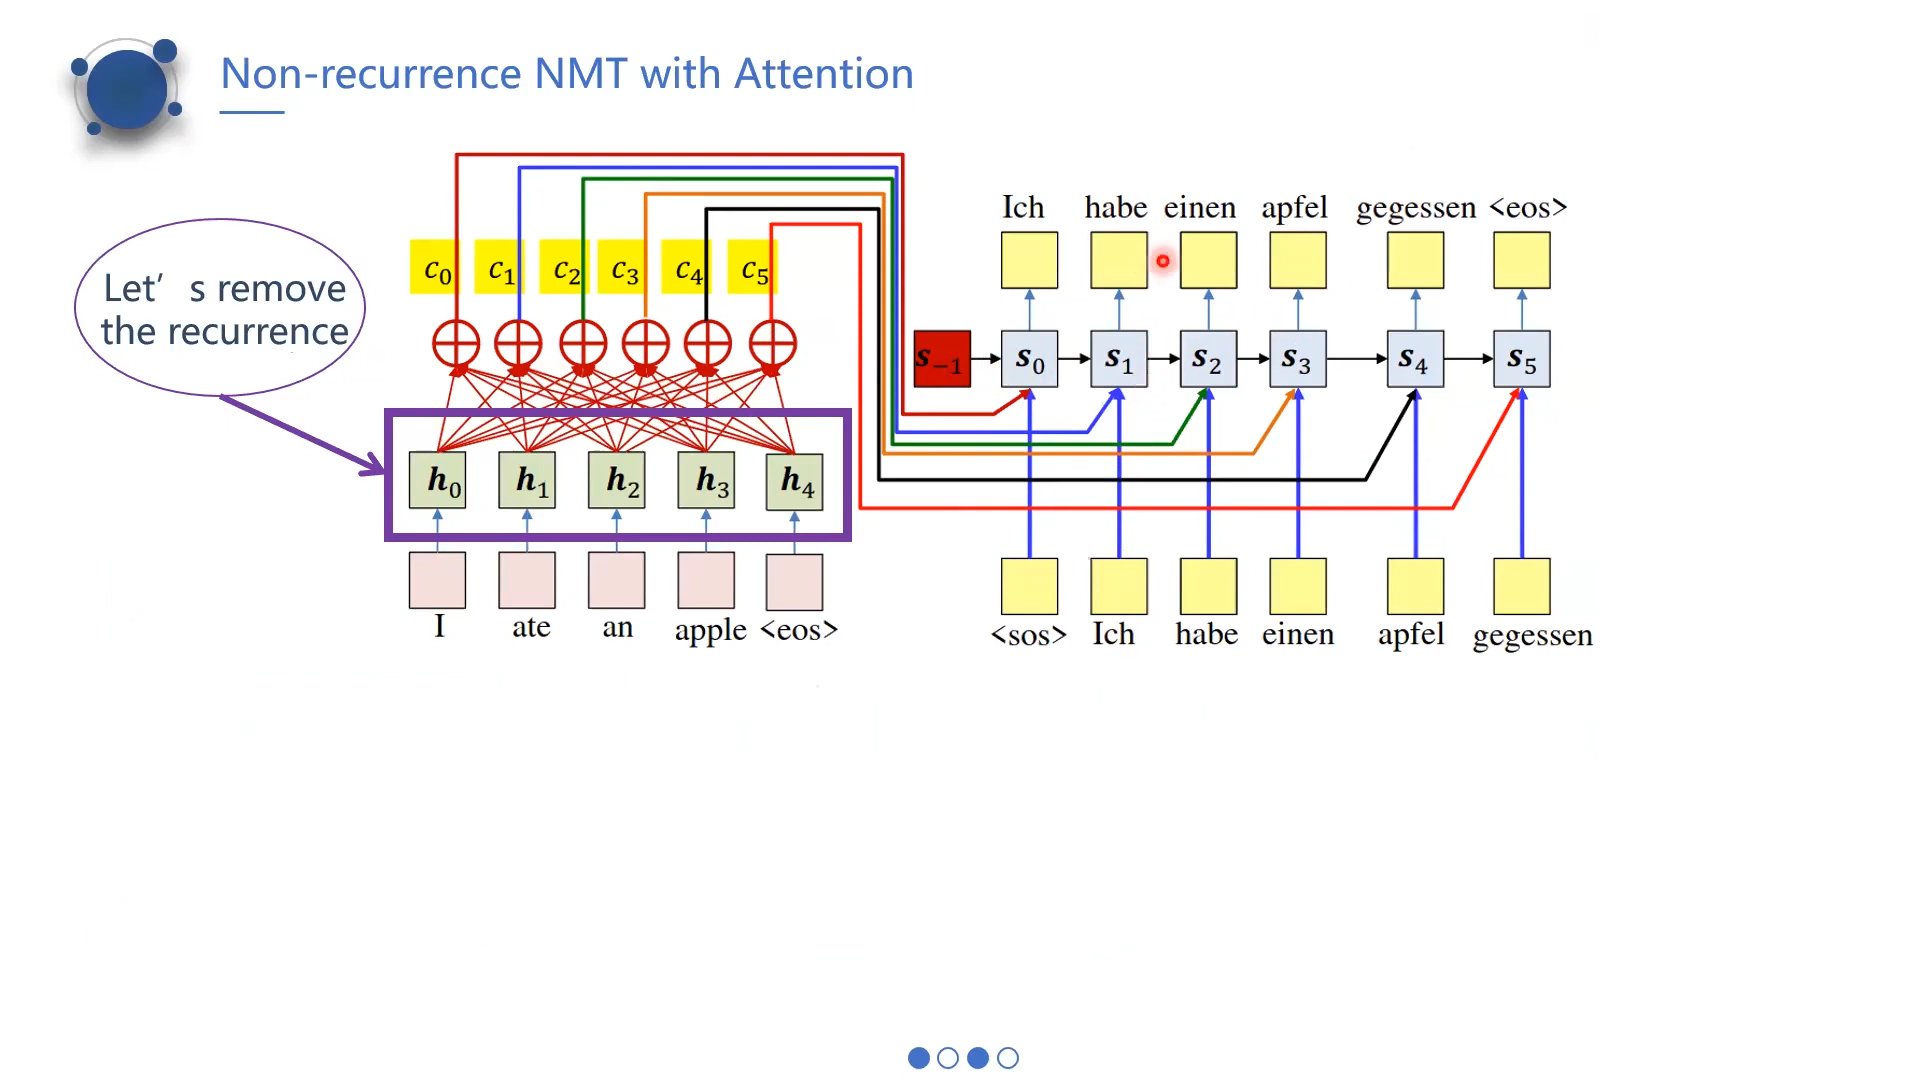 Non-recurrence NMT with Attention
Let’ s remove
the recurrence
c0 c1 c2 c3 c4 c5
h0 h1 h2 h3 h4
I ate an apple <eos>
Ich habe einen apfel gegessen <eos>
s−1 s0 s1 s2 s3 s4 s5
<sos> Ich habe einen apfel gegessen